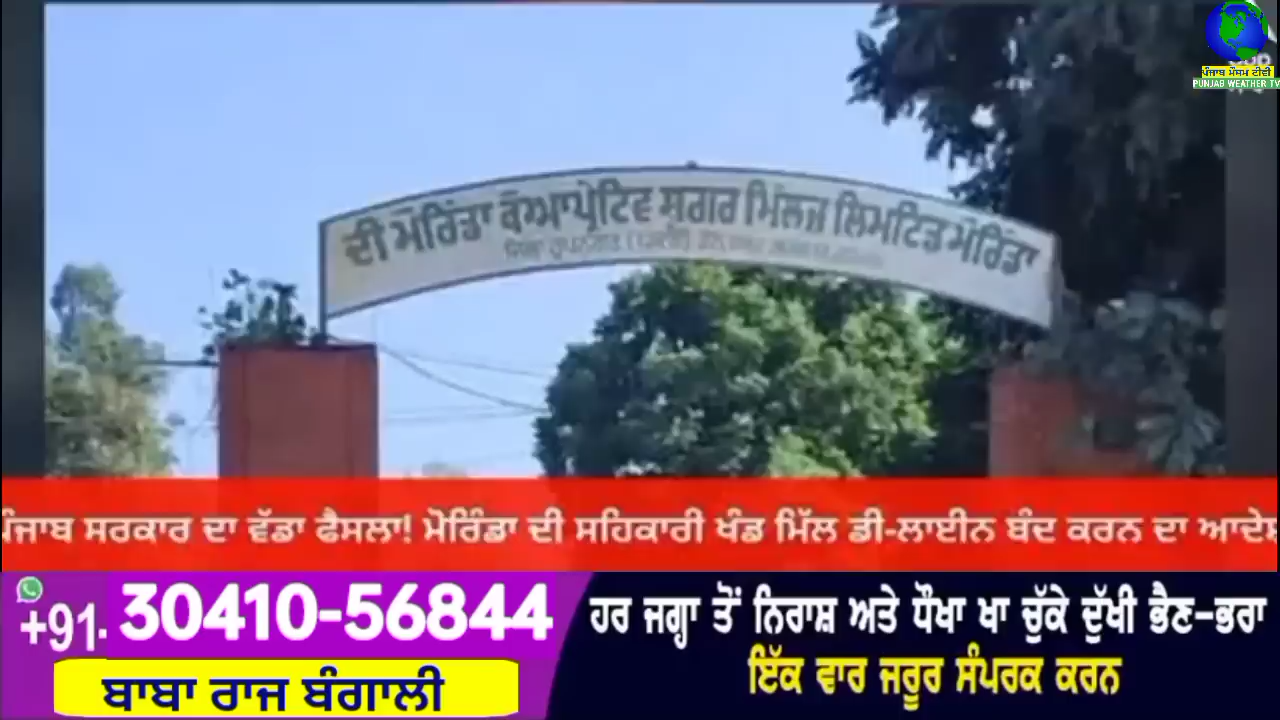 ਪੰਜਾਬ ਮੌਸਮ ਟੀਵੀ
PUNJAB WEATHER TV
ਦੀ ਮੋਰਿੰਡਾ ਕੋਆਪ੍ਰੇਟਿਵ ਸ਼ੂਗਰ ਮਿੱਲਜ਼ ਲਿਮਟਿਡ ਮੋਰਿੰਡਾ
ਪੰਜਾਬ ਸਰਕਾਰ ਦਾ ਵੱਡਾ ਫੈਸਲਾ! ਮੋਰਿੰਡਾ ਦੀ ਸਹਿਕਾਰੀ ਖੰਡ ਮਿੱਲ ਡੀ-ਲਾਈਨ ਬੰਦ ਕਰਨ ਦਾ ਆਦੇਸ਼
+91- 30410-56844
ਬਾਬਾ ਰਾਜ ਬੰਗਾਲੀ
ਹਰ ਜਗ੍ਹਾ ਤੋਂ ਨਿਰਾਸ਼ ਅਤੇ ਧੌਖਾ ਖਾ ਚੁੱਕੇ ਦੁੱਖੀ ਭੈਣ-ਭਰਾ
ਇੱਕ ਵਾਰ ਜਰੂਰ ਸੰਪਰਕ ਕਰਨ